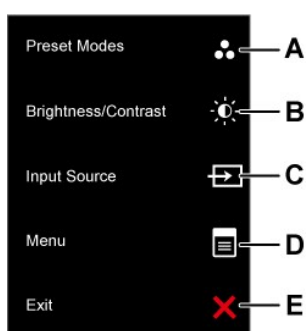 Preset Modes A
Brightness/Contrast B
Input Source C
Menu D
Exit E